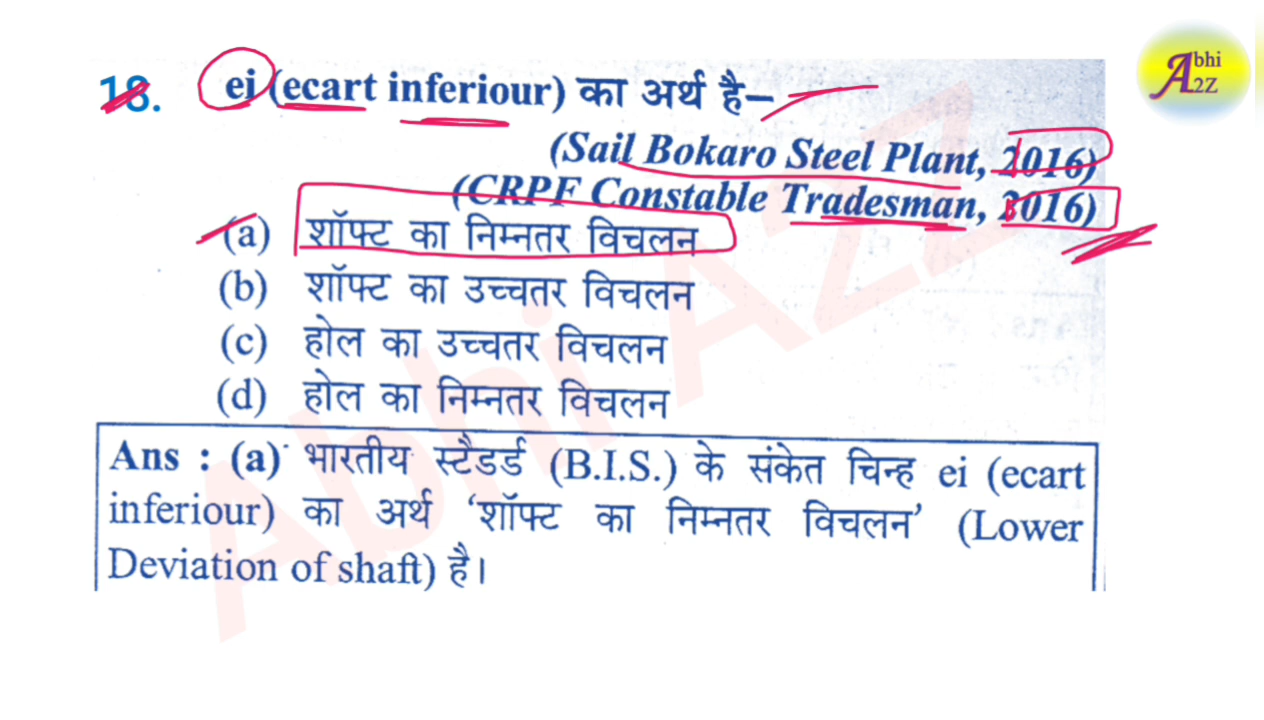 Abhi
A2Z
18. ei (ecart inferiour) का अर्थ है–
(Sail Bokaro Steel Plant, 2016)
(CRPF Constable Tradesman, 2016)
(a) शॉफ्ट का निम्नतर विचलन
(b) शॉफ्ट का उच्चतर विचलन
(c) होल का उच्चतर विचलन
(d) होल का निम्नतर विचलन
Ans : (a) भारतीय स्टैडर्ड (B.I.S.) के संकेत चिन्ह ei (ecart
inferiour) का अर्थ ‘शॉफ्ट का निम्नतर विचलन’ (Lower
Deviation of shaft) है।
Abhi A2Z